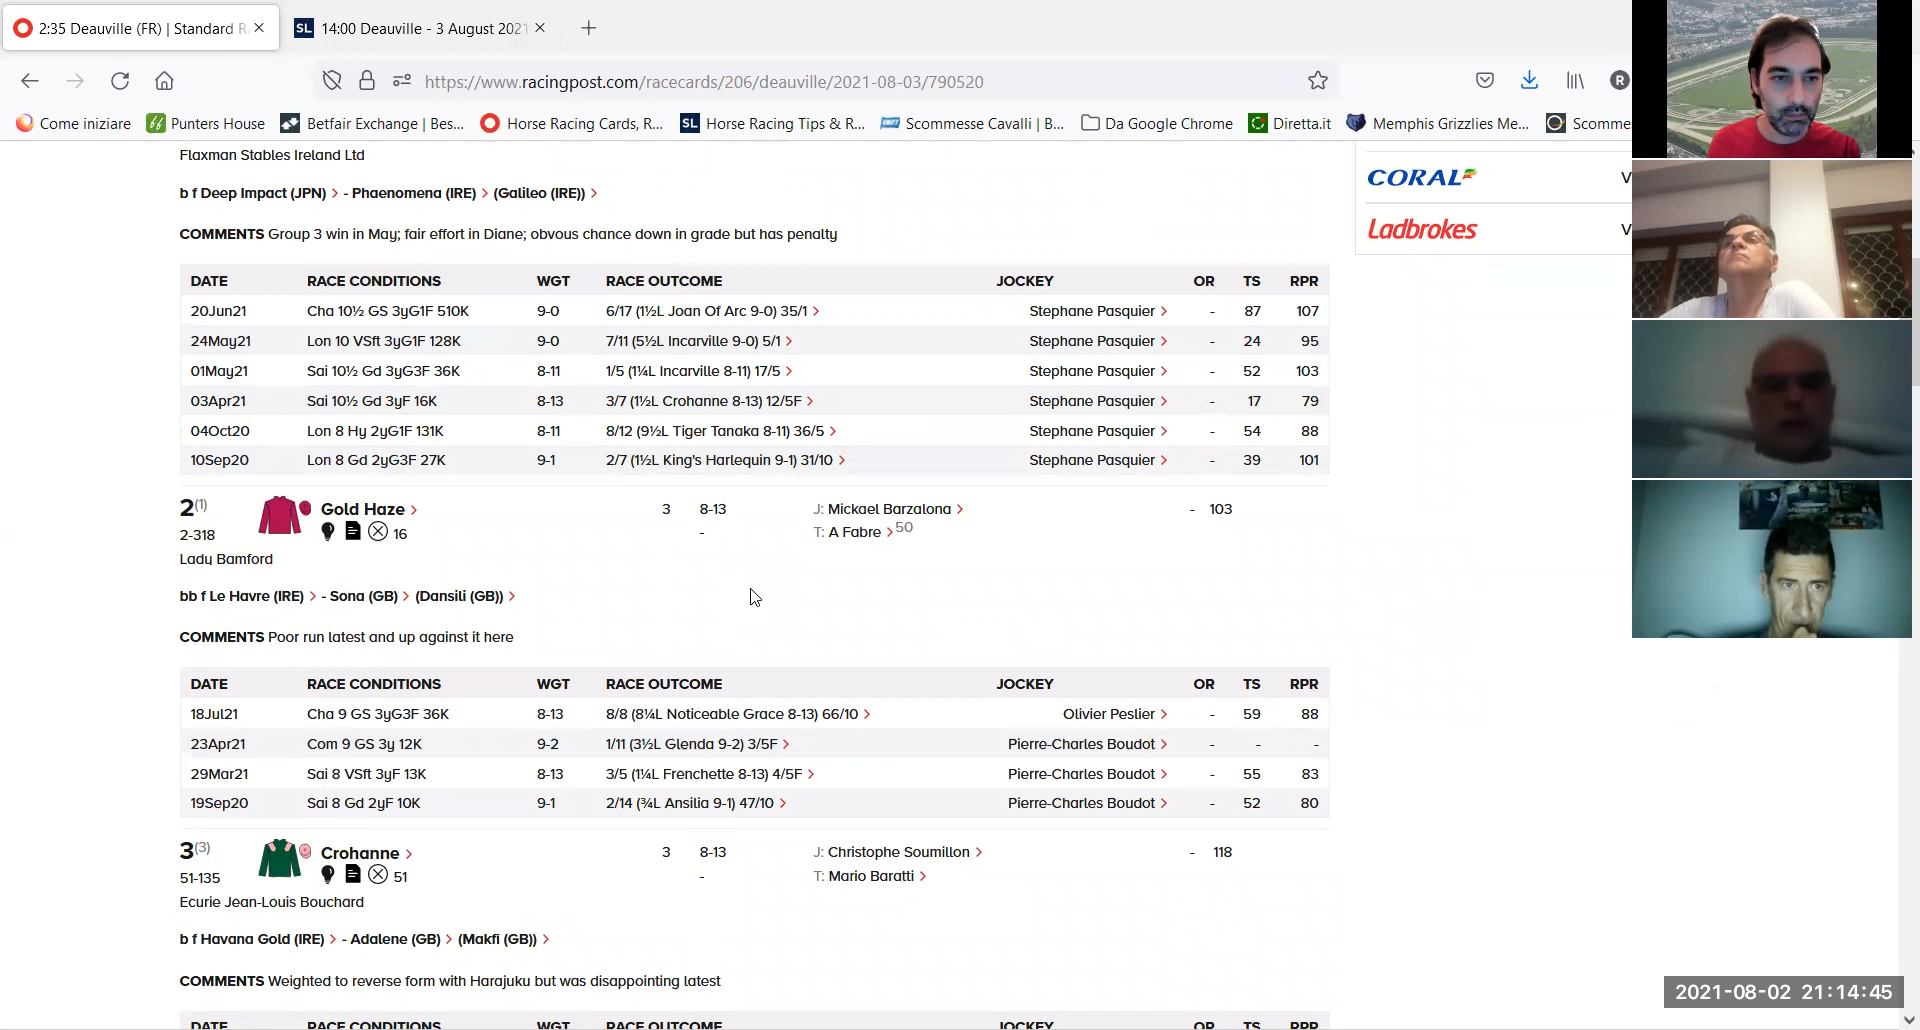 2:35 Deauville (FR) | Standard R
SL 14:00 Deauville - 3 August 2021
https://www.racingpost.com/racecards/206/deauville/2021-08-03/790520
R
Come iniziare
Punters House
Betfair Exchange | Bes...
Horse Racing Cards, R...
SL Horse Racing Tips & R...
Scommesse Cavalli | B...
Da Google Chrome
Diretta.it
Memphis Grizzlies Me...
Scomme
Flaxman Stables Ireland Ltd
b f Deep Impact (JPN) > - Phaenomena (IRE) > (Galileo (IRE)) >
COMMENTS Group 3 win in May; fair effort in Diane; obvous chance down in grade but has penalty
DATE RACE CONDITIONS WGT RACE OUTCOME JOCKEY OR TS RPR
20Jun21 Cha 10½ GS 3yG1F 510K 9-0 6/17 (1½L Joan Of Arc 9-0) 35/1 > Stephane Pasquier > - 87 107
24May21 Lon 10 VSft 3yG1F 128K 9-0 7/11 (5½L Incarville 9-0) 5/1 > Stephane Pasquier > - 24 95
01May21 Sai 10½ Gd 3yG3F 36K 8-11 1/5 (1¼L Incarville 8-11) 17/5 > Stephane Pasquier > - 52 103
03Apr21 Sai 10½ Gd 3yF 16K 8-13 3/7 (1½L Crohanne 8-13) 12/5F > Stephane Pasquier > - 17 79
04Oct20 Lon 8 Hy 2yG1F 131K 8-11 8/12 (9½L Tiger Tanaka 8-11) 36/5 > Stephane Pasquier > - 54 88
10Sep20 Lon 8 Gd 2yG3F 27K 9-1 2/7 (1½L King's Harlequin 9-1) 31/10 > Stephane Pasquier > - 39 101
2(1) Gold Haze > 3 8-13 J: Mickael Barzalona > - 103
2-318 16 - T: A Fabre > 50
Lady Bamford
bb f Le Havre (IRE) > - Sona (GB) > (Dansili (GB)) >
COMMENTS Poor run latest and up against it here
DATE RACE CONDITIONS WGT RACE OUTCOME JOCKEY OR TS RPR
18Jul21 Cha 9 GS 3yG3F 36K 8-13 8/8 (8¼L Noticeable Grace 8-13) 66/10 > Olivier Peslier > - 59 88
23Apr21 Com 9 GS 3y 12K 9-2 1/11 (3½L Glenda 9-2) 3/5F > Pierre-Charles Boudot > - - -
29Mar21 Sai 8 VSft 3yF 13K 8-13 3/5 (1¼L Frenchette 8-13) 4/5F > Pierre-Charles Boudot > - 55 83
19Sep20 Sai 8 Gd 2yF 10K 9-1 2/14 (¾L Ansilia 9-1) 47/10 > Pierre-Charles Boudot > - 52 80
3(3) Crohanne > 3 8-13 J: Christophe Soumillon > - 118
51-135 51 - T: Mario Baratti >
Ecurie Jean-Louis Bouchard
b f Havana Gold (IRE) > - Adalene (GB) > (Makfi (GB)) >
COMMENTS Weighted to reverse form with Harajuku but was disappointing latest
DATE RACE CONDITIONS WGT RACE OUTCOME JOCKEY OR TS RPR
CORAL V
Ladbrokes V
2021-08-02 21:14:45